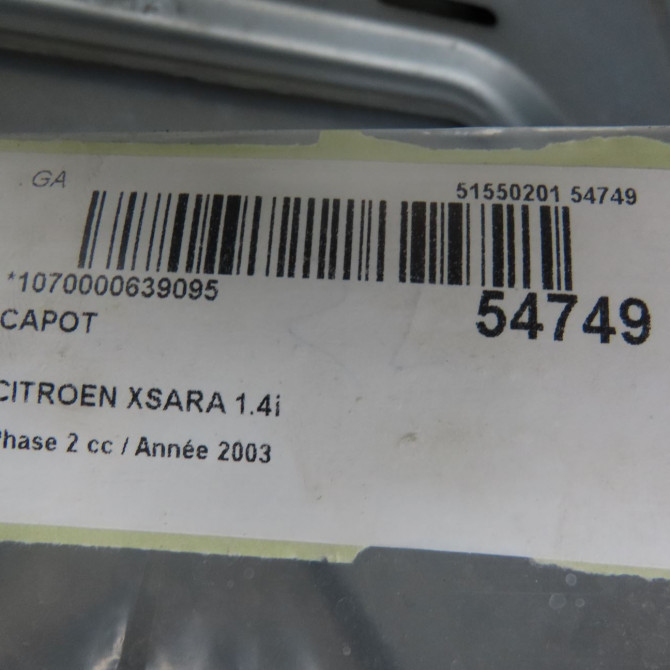 GA
51550201 54749
*1070000639095
54749
CAPOT
CITROEN XSARA 1.4i
Phase 2 cc / Année 2003